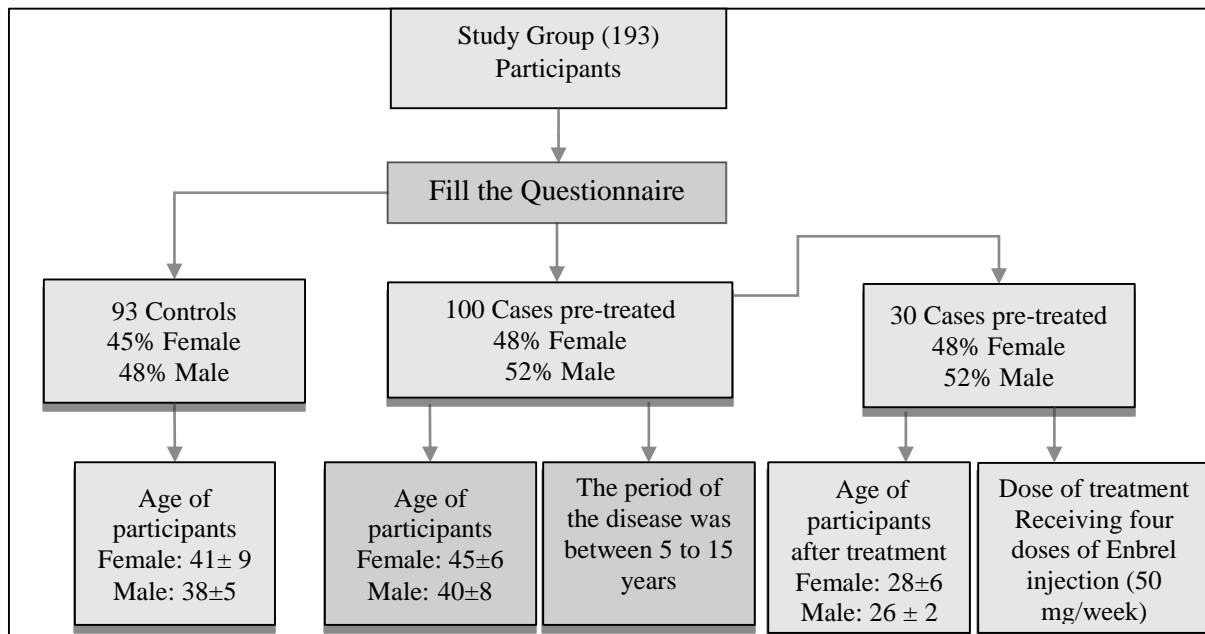 Study Group (193)
Participants
Fill the Questionnaire
93 Controls
45% Female
48% Male
100 Cases pre-treated
48% Female
52% Male
30 Cases pre-treated
48% Female
52% Male
Age of
participants
Female: 41± 9
Male: 38±5
Age of
participants
Female: 45±6
Male: 40±8
The period of
the disease was
between 5 to 15
years
Age of
participants
after treatment
Female: 28±6
Male: 26 ± 2
Dose of treatment
Receiving four
doses of Enbrel
injection (50
mg/week)